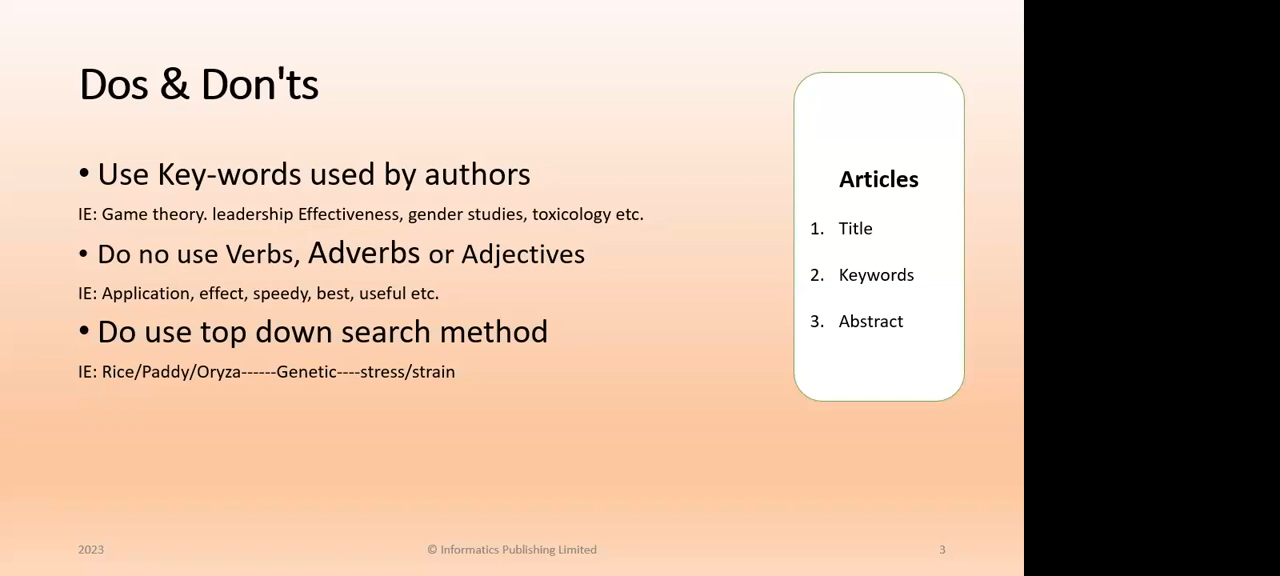 Dos & Don'ts
• Use Key-words used by authors
IE: Game theory. leadership Effectiveness, gender studies, toxicology etc.
• Do no use Verbs, Adverbs or Adjectives
IE: Application, effect, speedy, best, useful etc.
• Do use top down search method
IE: Rice/Paddy/Oryza------Genetic----stress/strain
Articles
1. Title
2. Keywords
3. Abstract
2023
© Informatics Publishing Limited
3